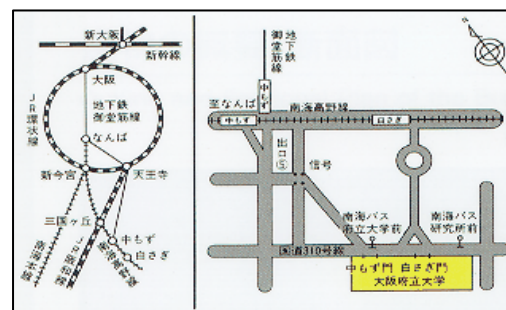 新大阪
新幹線
大阪
JR環状線
地下鉄
御堂筋線
なんば
新今宮
天王寺
三国ヶ丘
中もず
白さぎ
地下鉄
御堂筋線
中もず
至なんば
南海高野線
中もず
白さぎ
出口⑤
信号
南海バス
府立大学前
南海バス
研究所前
国道310号線
中もず門 白さぎ門
大阪府立大学